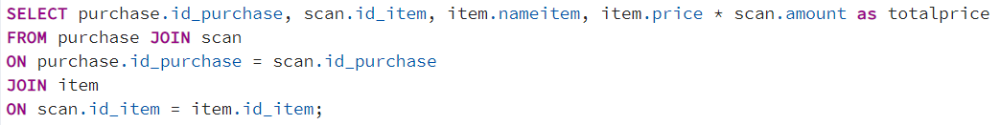 SELECT purchase.id_purchase, scan.id_item, item.nameitem, item.price * scan.amount as totalprice
FROM purchase JOIN scan
ON purchase.id_purchase = scan.id_purchase
JOIN item
ON scan.id_item = item.id_item;